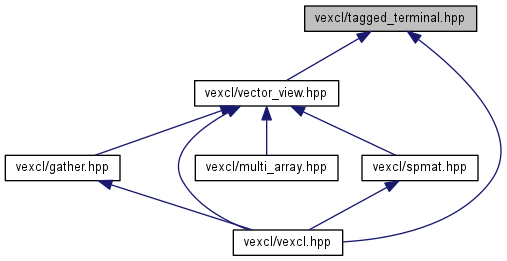 vexcl/tagged_terminal.hpp
vexcl/vector_view.hpp
vexcl/gather.hpp
vexcl/multi_array.hpp
vexcl/spmat.hpp
vexcl/vexcl.hpp